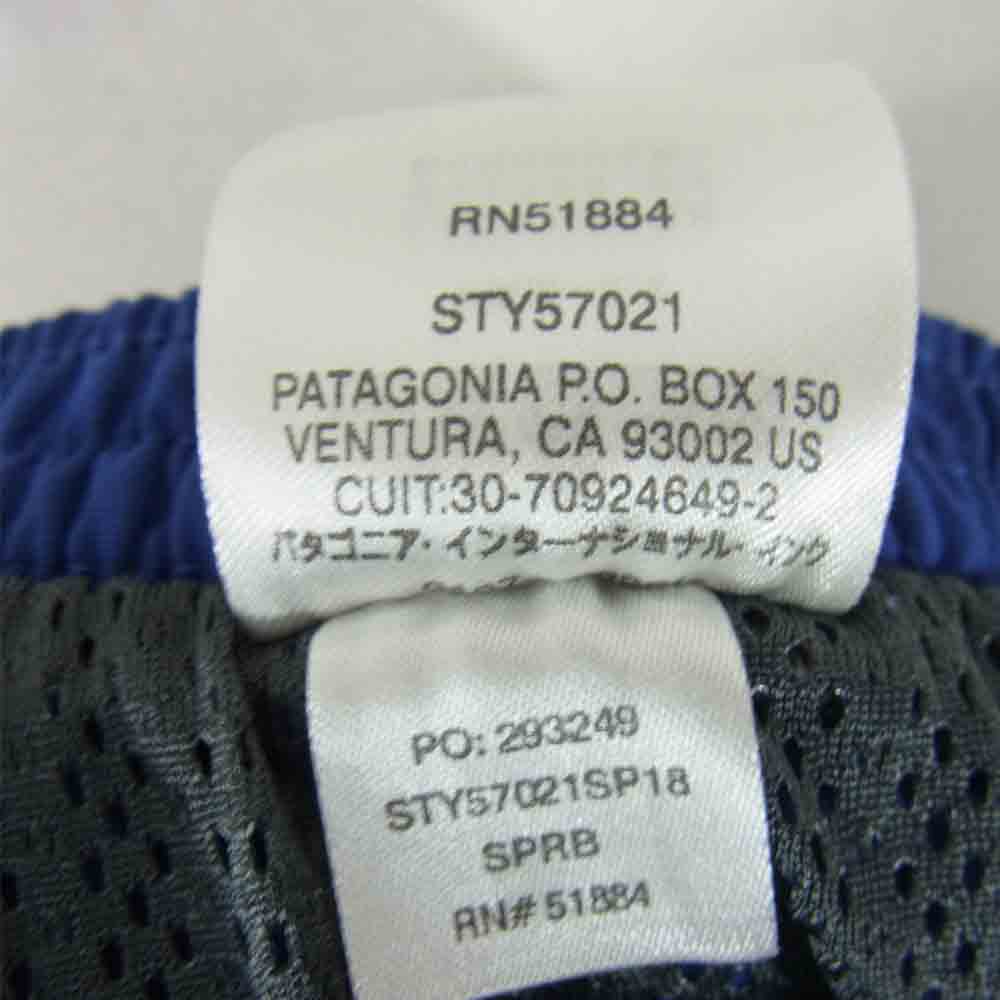 RN51884
STY57021
PATAGONIA P.O. BOX 150
VENTURA, CA 93002 US
CUIT:30-70924649-2
パタゴニア・インターナショナル・インク
PO: 293249
STY57021SP18
SPRB
RN# 51884